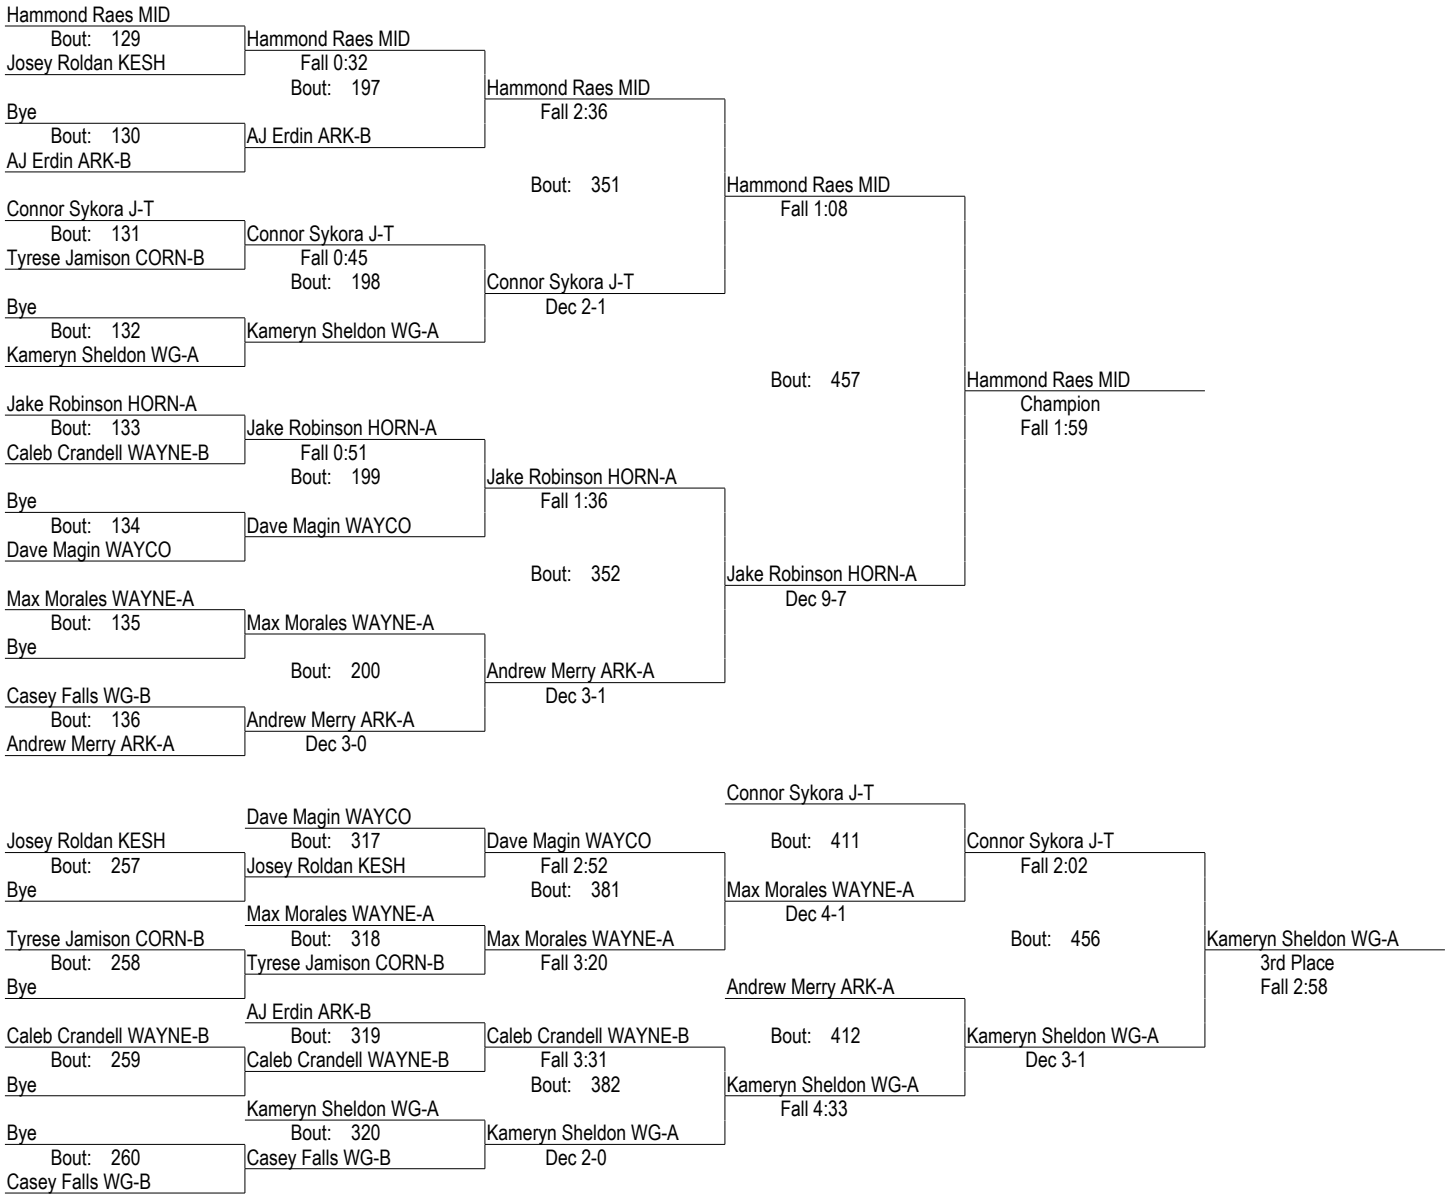 Hammond Raes MID
Bout: 129
Josey Roldan KESH
Bye
Bout: 130
AJ Erdin ARK-B
Connor Sykora J-T
Bout: 131
Tyrese Jamison CORN-B
Bye
Bout: 132
Kameryn Sheldon WG-A
Jake Robinson HORN-A
Bout: 133
Caleb Crandell WAYNE-B
Bye
Bout: 134
Dave Magin WAYCO
Max Morales WAYNE-A
Bout: 135
Bye
Casey Falls WG-B
Bout: 136
Andrew Merry ARK-A
Hammond Raes MID
Fall 0:32
Bout: 197
AJ Erdin ARK-B
Connor Sykora J-T
Fall 0:45
Bout: 198
Kameryn Sheldon WG-A
Jake Robinson HORN-A
Fall 0:51
Bout: 199
Dave Magin WAYCO
Max Morales WAYNE-A
Bout: 200
Andrew Merry ARK-A
Dec 3-0
Hammond Raes MID
Fall 2:36
Bout: 351
Connor Sykora J-T
Dec 2-1
Jake Robinson HORN-A
Fall 1:36
Bout: 352
Andrew Merry ARK-A
Dec 3-1
Hammond Raes MID
Fall 1:08
Bout: 457
Jake Robinson HORN-A
Dec 9-7
Hammond Raes MID
Champion
Fall 1:59
Josey Roldan KESH
Bout: 257
Bye
Tyrese Jamison CORN-B
Bout: 258
Bye
Caleb Crandell WAYNE-B
Bout: 259
Bye
Bye
Bout: 260
Casey Falls WG-B
Dave Magin WAYCO
Bout: 317
Josey Roldan KESH
Max Morales WAYNE-A
Bout: 318
Tyrese Jamison CORN-B
AJ Erdin ARK-B
Bout: 319
Caleb Crandell WAYNE-B
Kameryn Sheldon WG-A
Bout: 320
Casey Falls WG-B
Dave Magin WAYCO
Fall 2:52
Bout: 381
Max Morales WAYNE-A
Fall 3:20
Caleb Crandell WAYNE-B
Fall 3:31
Bout: 382
Kameryn Sheldon WG-A
Dec 2-0
Connor Sykora J-T
Bout: 411
Max Morales WAYNE-A
Dec 4-1
Andrew Merry ARK-A
Bout: 412
Kameryn Sheldon WG-A
Fall 4:33
Connor Sykora J-T
Fall 2:02
Bout: 456
Kameryn Sheldon WG-A
Dec 3-1
Kameryn Sheldon WG-A
3rd Place
Fall 2:58